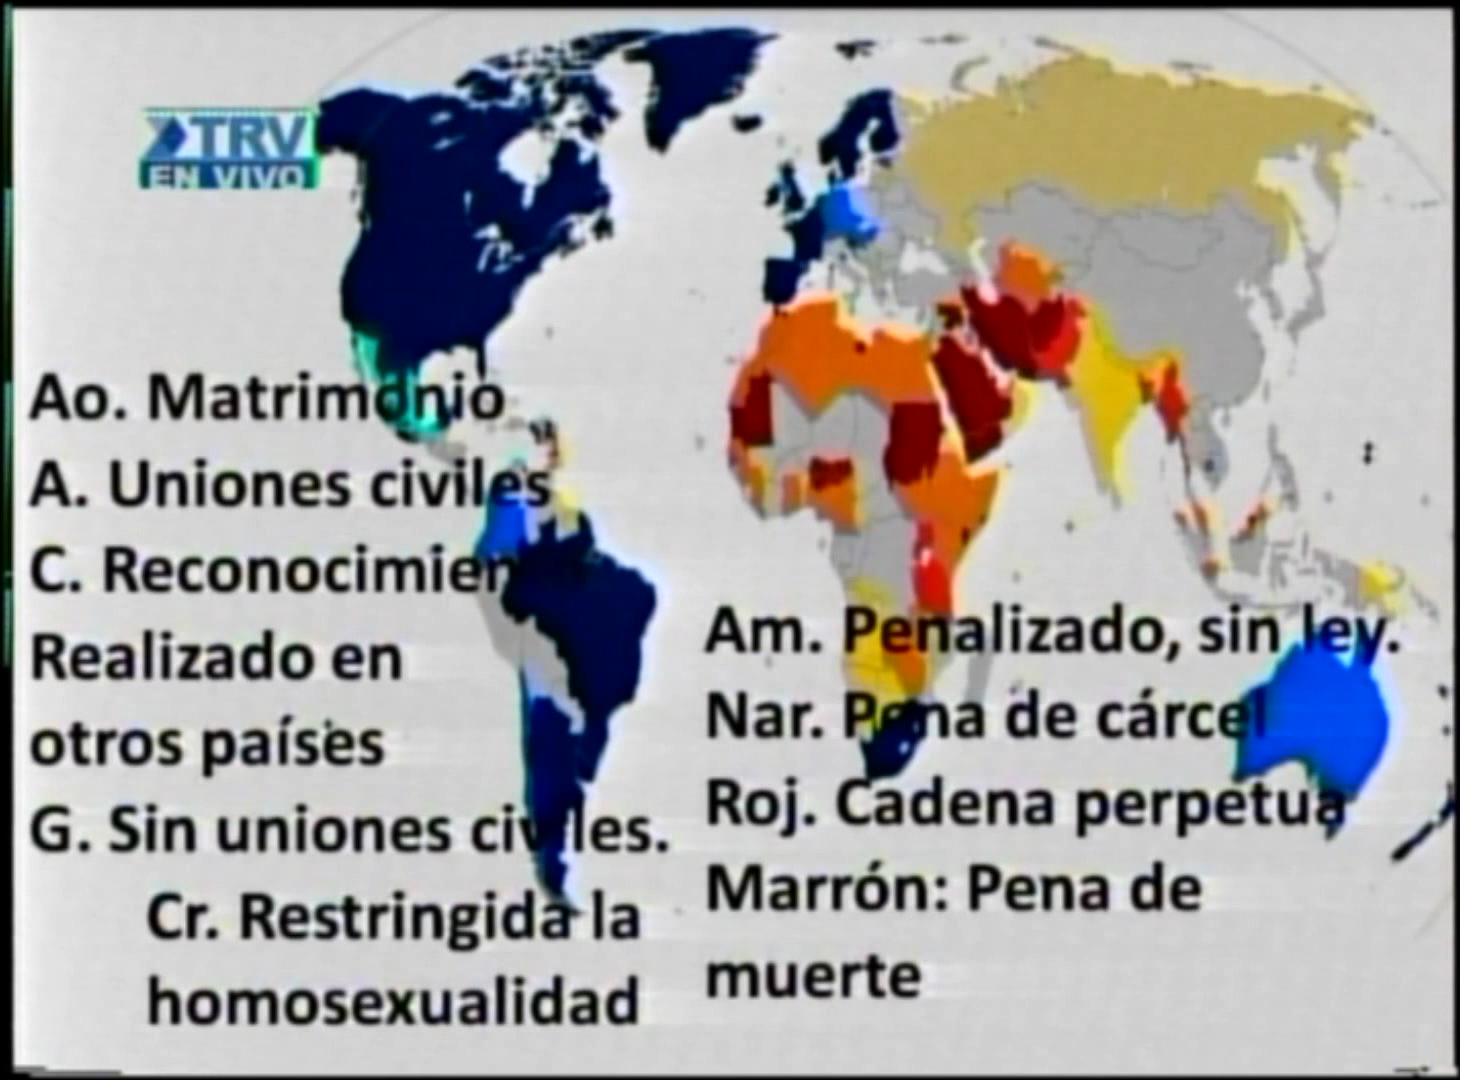 TRV
EN VIVO
Ao. Matrimonio
A. Uniones civiles
C. Reconocimiento
Realizado en
otros países
G. Sin uniones civiles.
Cr. Restringida la
homosexualidad
Am. Penalizado, sin ley.
Nar. Pena de cárcel
Roj. Cadena perpetua
Marrón: Pena de
muerte